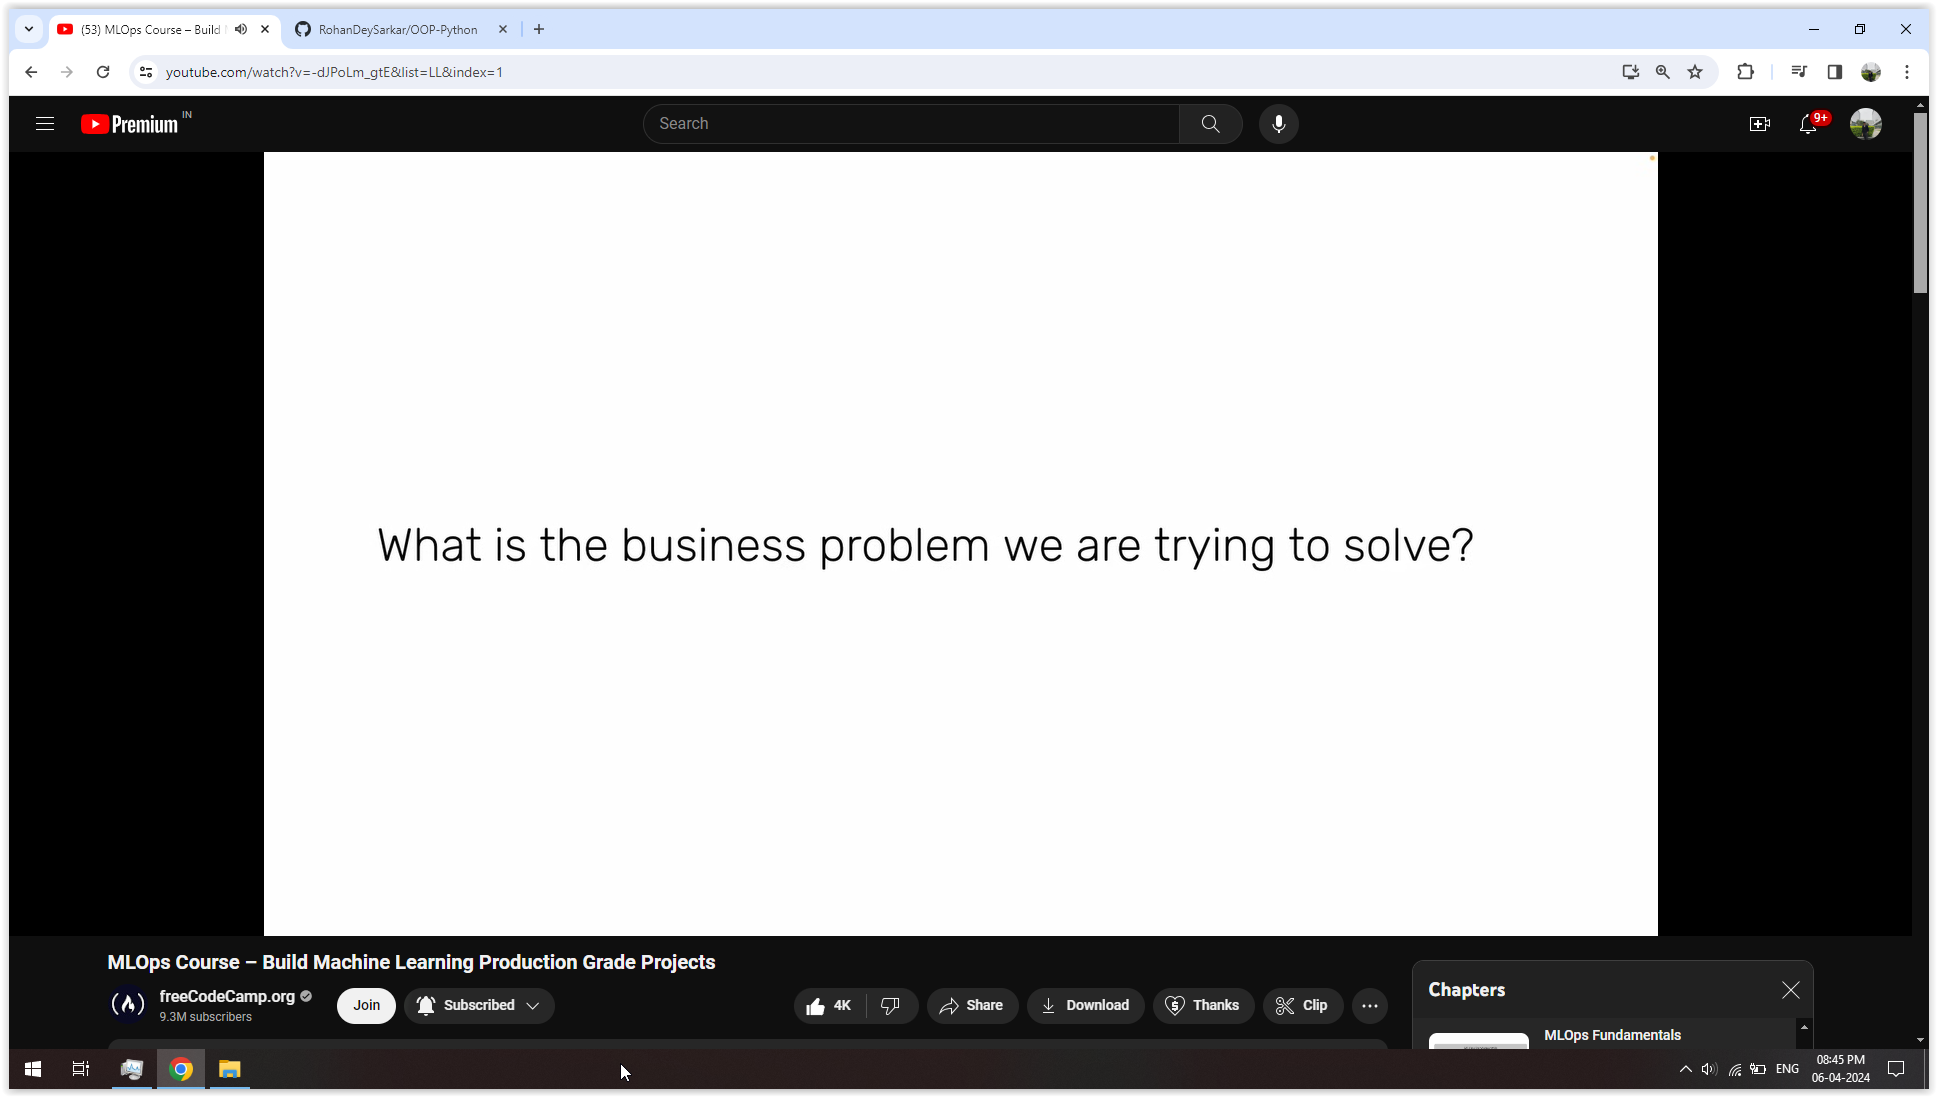 (53) MLOps Course – Build
RohanDeySarkar/OOP-Python
youtube.com/watch?v=-dJPoLm_gtE&list=LL&index=1
Premium IN
Search
9+
What is the business problem we are trying to solve?
MLOps Course – Build Machine Learning Production Grade Projects
freeCodeCamp.org
9.3M subscribers
Join
Subscribed
4K
Share
Download
Thanks
Clip
Chapters
MLOps Fundamentals
ENG
08:45 PM
06-04-2024